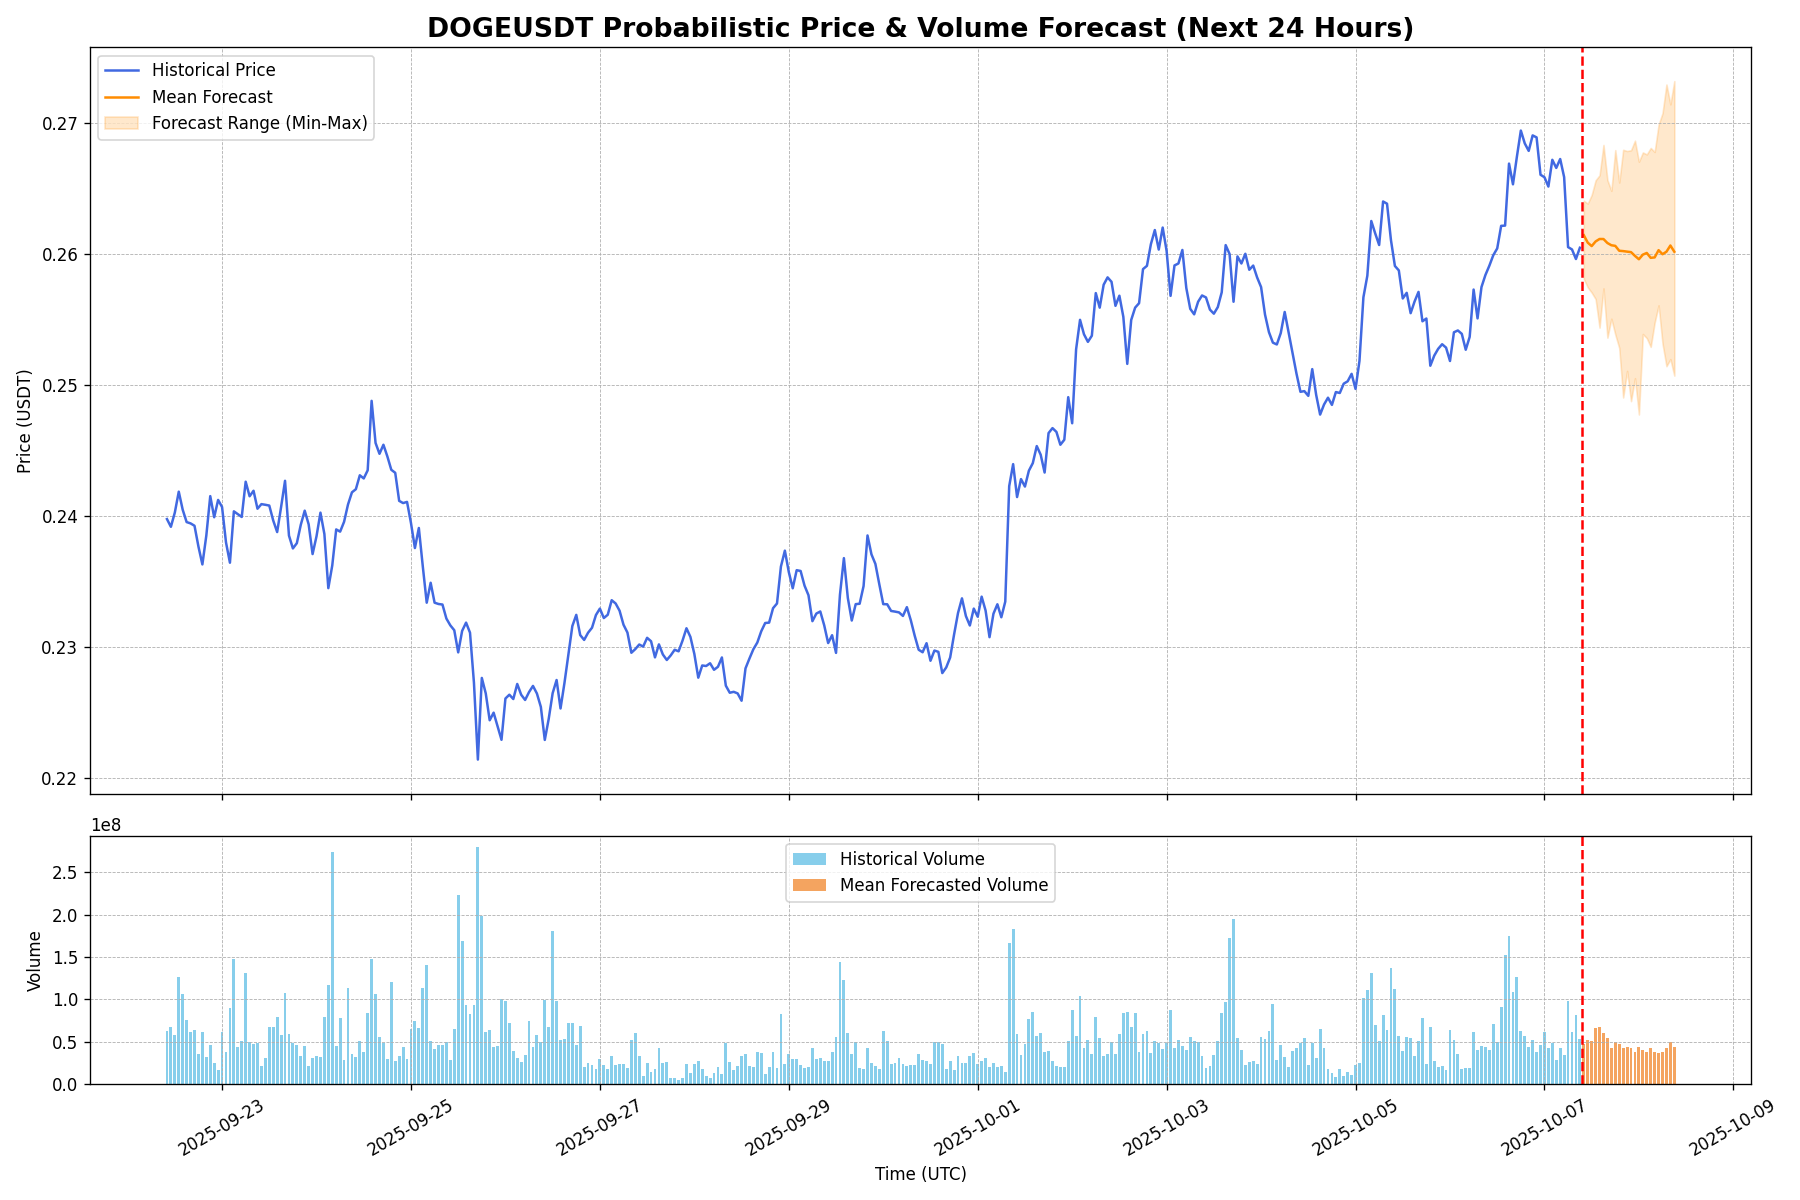 DOGEUSDT Probabilistic Price & Volume Forecast (Next 24 Hours)
Historical Price
Mean Forecast
Forecast Range (Min-Max)
0.27
0.26
0.25
0.24
0.23
0.22
Price (USDT)
1e8
Historical Volume
Mean Forecasted Volume
2.5
2.0
1.5
1.0
0.5
0.0
Volume
2025-09-23
2025-09-25
2025-09-27
2025-09-29
2025-10-01
2025-10-03
2025-10-05
2025-10-07
2025-10-09
Time (UTC)